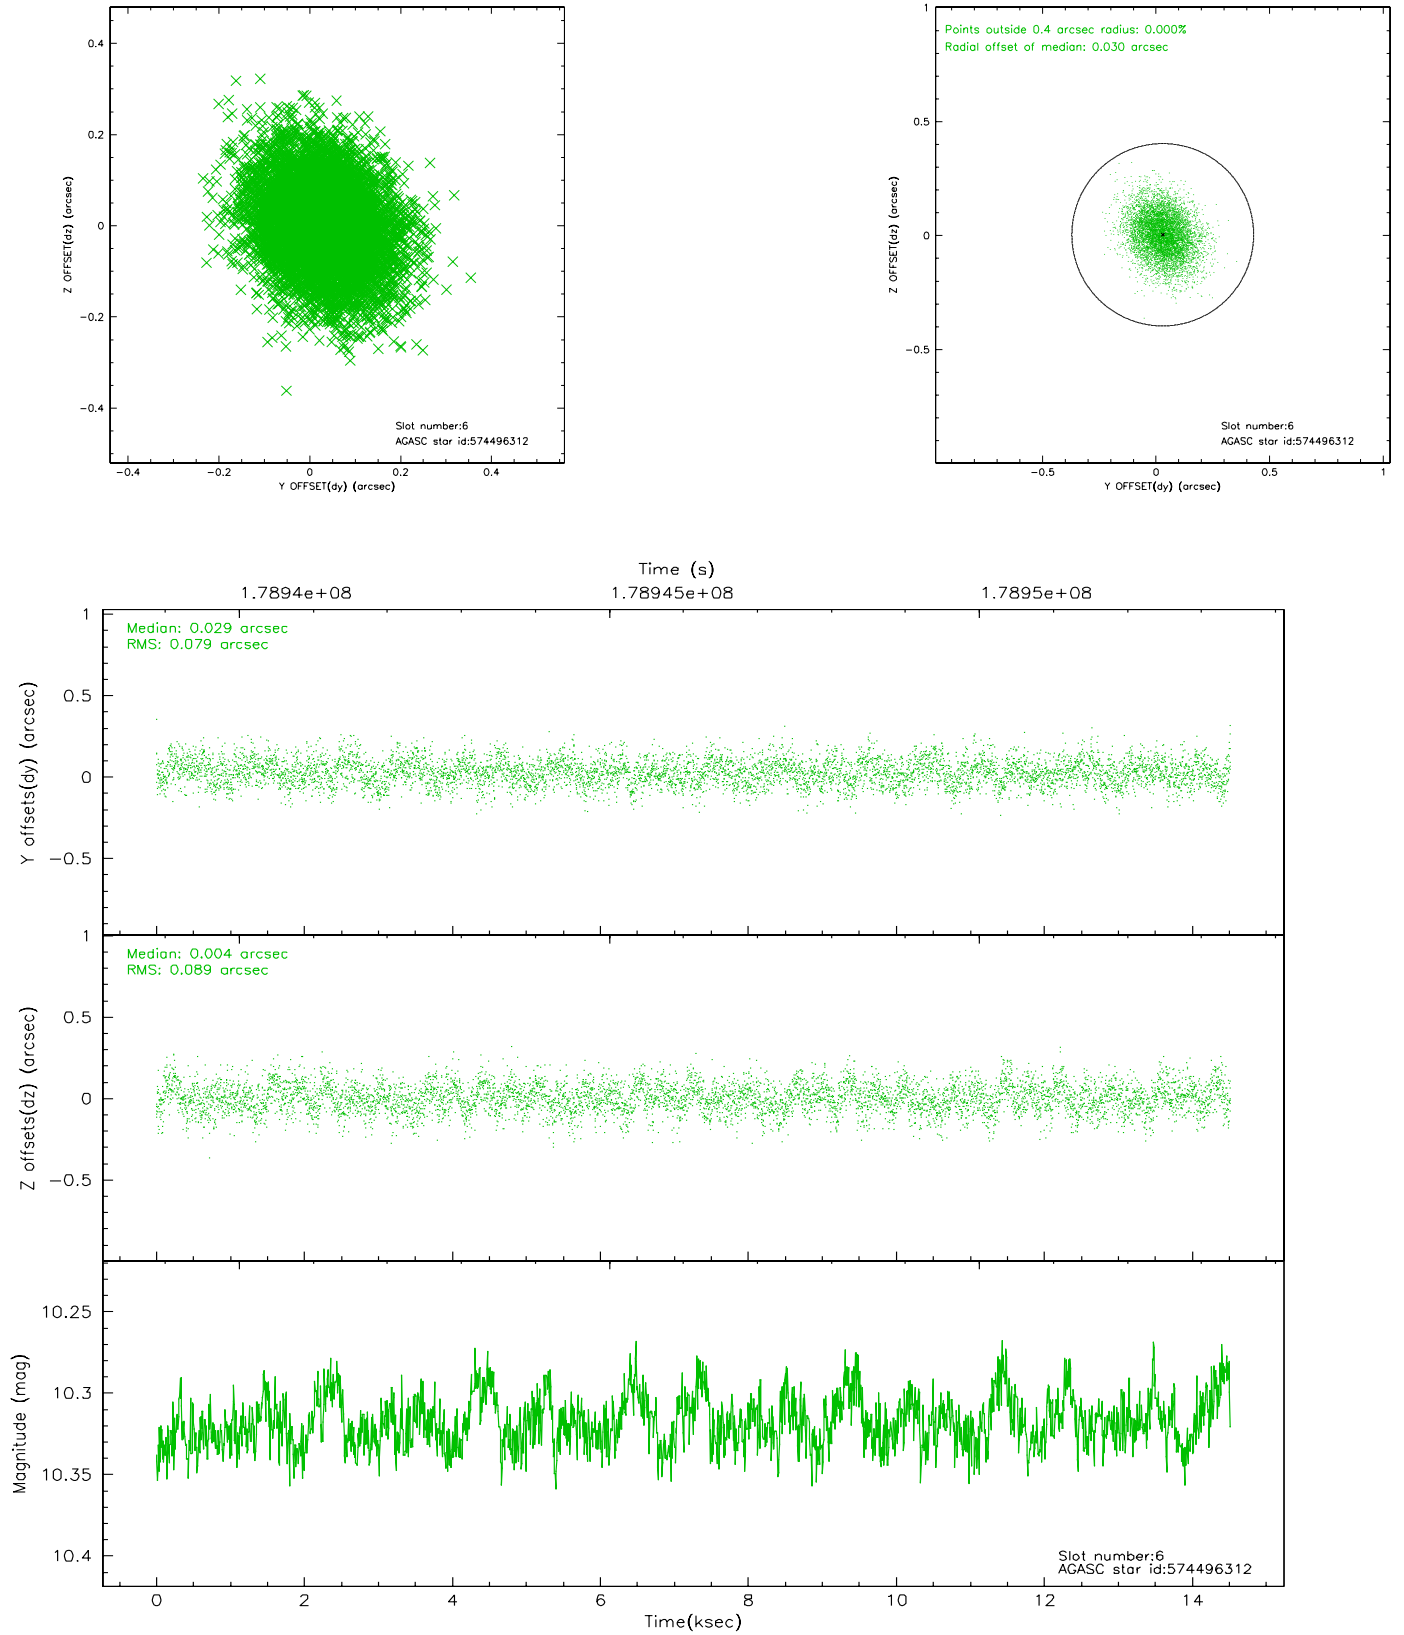 0.4
0.2
0
−0.2
−0.4
Z OFFSET(dz) (arcsec)
Slot number:6
AGASC star id:574496312
−0.4
−0.2
0
0.2
0.4
Y OFFSET(dy) (arcsec)
1
0.5
0
−0.5
Z OFFSET(dz) (arcsec)
Points outside 0.4 arcsec radius: 0.000%
Radial offset of median: 0.030 arcsec
Slot number:6
AGASC star id:574496312
−0.5
0
0.5
1
Y OFFSET(dy) (arcsec)
Time (s)
1.7894e+08
1.78945e+08
1.7895e+08
1
0.5
0
−0.5
Y offsets(dy) (arcsec)
Median: 0.029 arcsec
RMS: 0.079 arcsec
1
0.5
0
−0.5
Z offsets(dz) (arcsec)
Median: 0.004 arcsec
RMS: 0.089 arcsec
10.25
10.3
10.35
10.4
Magnitude (mag)
Slot number:6
AGASC star id:574496312
0
2
4
6
8
10
12
14
Time(ksec)